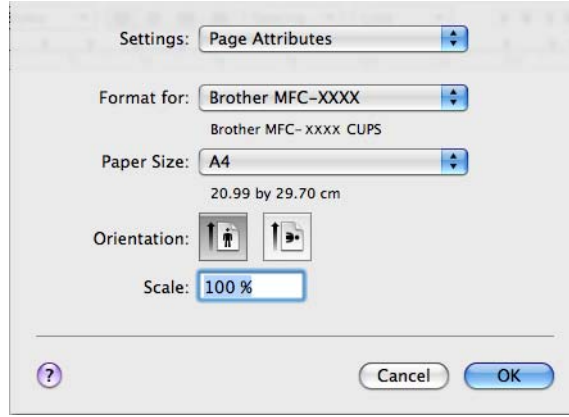 Settings: Page Attributes
Format for: Brother MFC-XXXX
Brother MFC-XXXX CUPS
Paper Size: A4
20.99 by 29.70 cm
Orientation:
Scale: 100 %
? Cancel OK